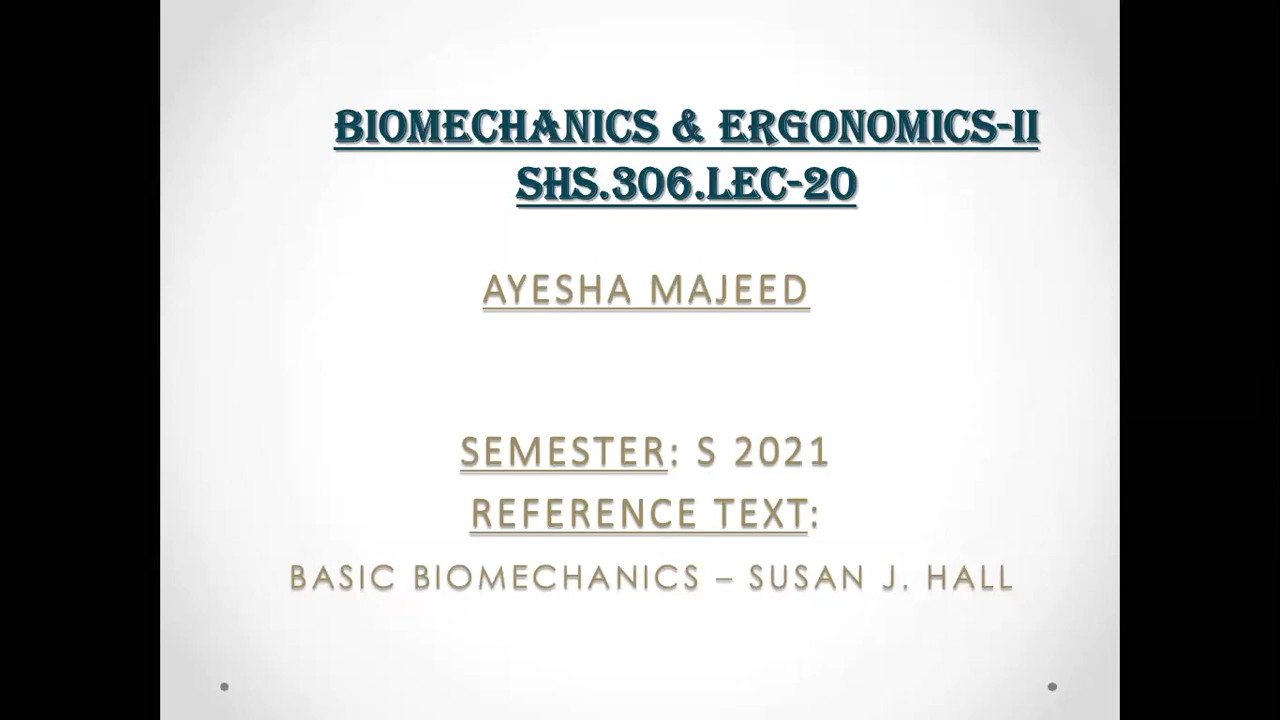 BIOMECHANICS & ERGONOMICS-II
SHS.306.LEC-20
AYESHA MAJEED
SEMESTER: S 2021
REFERENCE TEXT:
BASIC BIOMECHANICS – SUSAN J. HALL